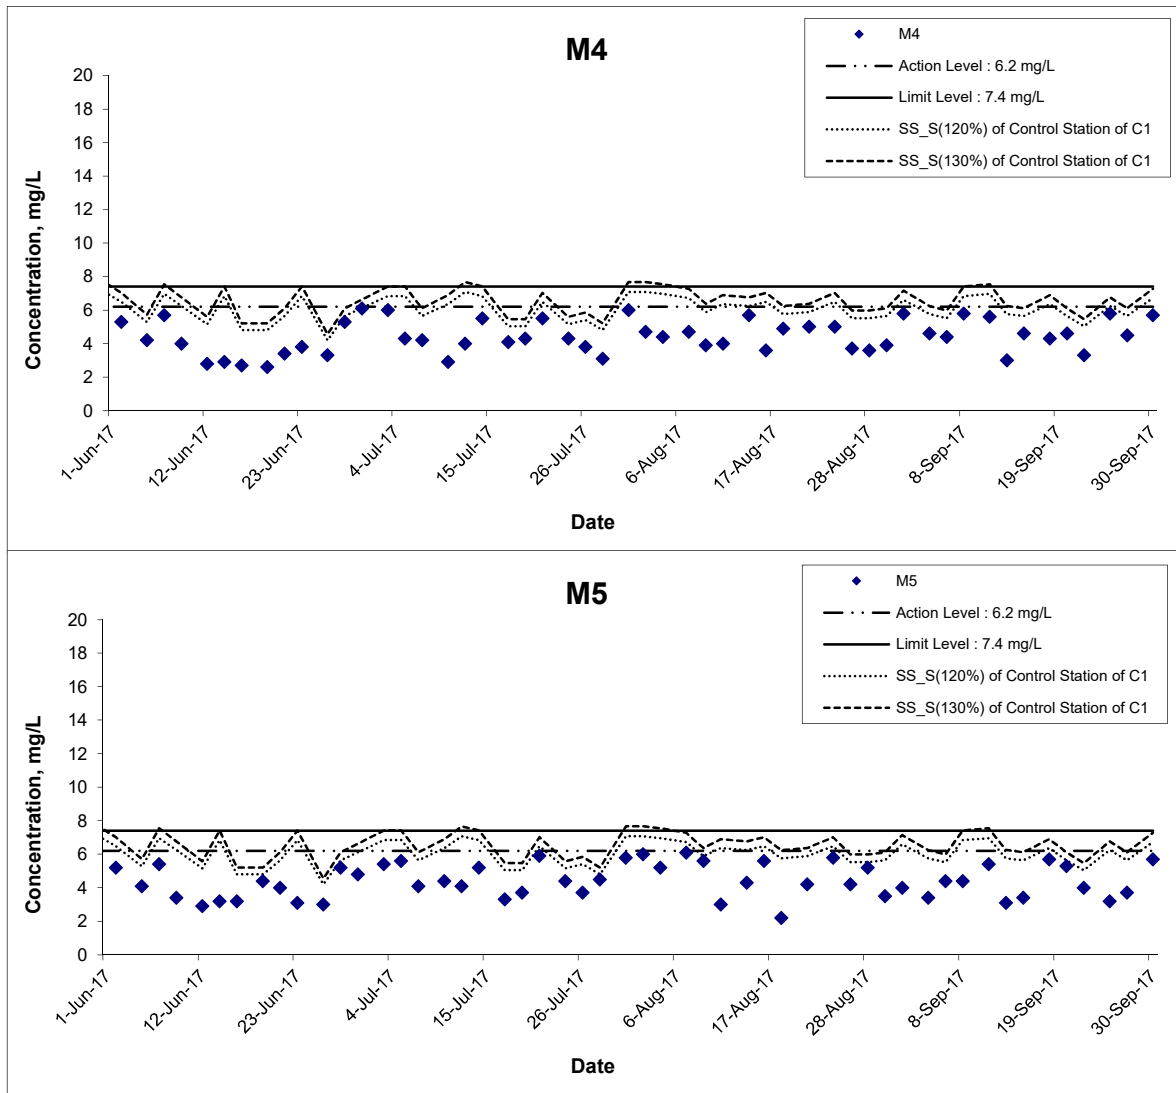 M4
M4
Action Level : 6.2 mg/L
Limit Level : 7.4 mg/L
SS_S(120%) of Control Station of C1
SS_S(130%) of Control Station of C1
Concentration, mg/L
20
18
16
14
12
10
8
6
4
2
0
1-Jun-17
12-Jun-17
23-Jun-17
4-Jul-17
15-Jul-17
26-Jul-17
6-Aug-17
17-Aug-17
28-Aug-17
8-Sep-17
19-Sep-17
30-Sep-17
Date
M5
M5
Action Level : 6.2 mg/L
Limit Level : 7.4 mg/L
SS_S(120%) of Control Station of C1
SS_S(130%) of Control Station of C1
Concentration, mg/L
20
18
16
14
12
10
8
6
4
2
0
1-Jun-17
12-Jun-17
23-Jun-17
4-Jul-17
15-Jul-17
26-Jul-17
6-Aug-17
17-Aug-17
28-Aug-17
8-Sep-17
19-Sep-17
30-Sep-17
Date